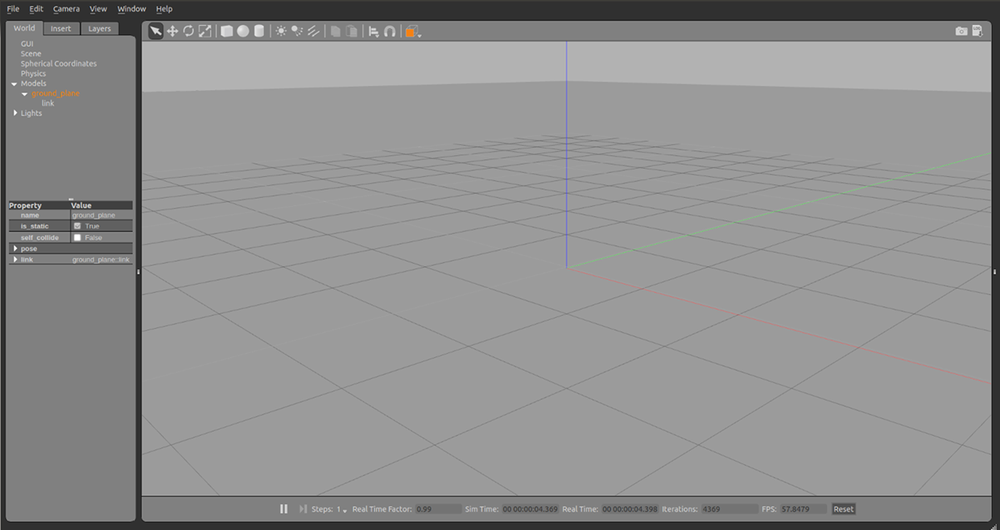 File Edit Camera View Window Help
World Insert Layers
GUI
Scene
Spherical Coordinates
Physics
Models
ground_plane
link
Lights
Property Value
name ground_plane
is_static True
self_collide False
pose
link ground_plane::link
Steps: 1 Real Time Factor: 0.99 Sim Time: 00 00:00:04.369 Real Time: 00 00:00:04.398 Iterations: 4369 FPS: 57.8479 Reset